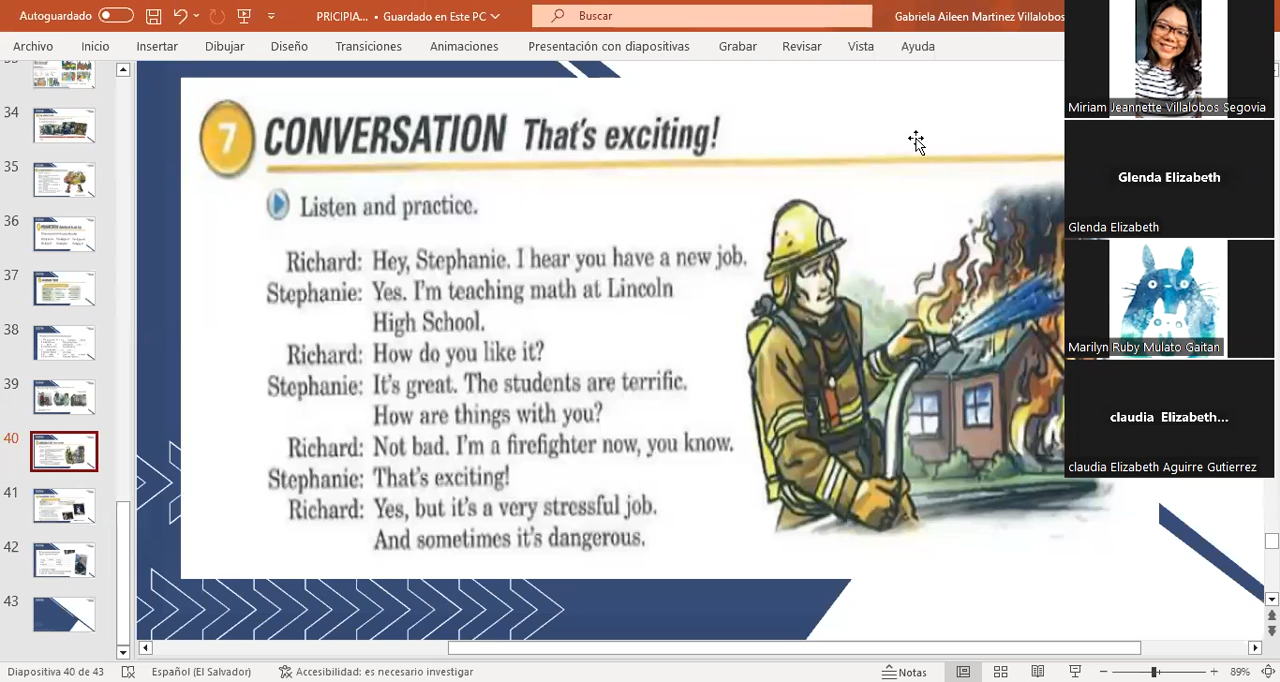 Autoguardado
PRICIPIA... • Guardado en Este PC
Buscar
Gabriela Aileen Martinez Villalobos
Archivo Inicio Insertar Dibujar Diseño Transiciones Animaciones Presentación con diapositivas Grabar Revisar Vista Ayuda
34
35
36
37
38
39
40
41
42
43
7 CONVERSATION That's exciting!
Listen and practice.
Richard: Hey, Stephanie. I hear you have a new job.
Stephanie: Yes. I'm teaching math at Lincoln
High School.
Richard: How do you like it?
Stephanie: It's great. The students are terrific.
How are things with you?
Richard: Not bad. I'm a firefighter now, you know.
Stephanie: That's exciting!
Richard: Yes, but it's a very stressful job.
And sometimes it's dangerous.
Miriam Jeannette Villalobos Segovia
Glenda Elizabeth
Glenda Elizabeth
Marilyn Ruby Mulato Gaitan
claudia Elizabeth...
claudia Elizabeth Aguirre Gutierrez
Diapositiva 40 de 43 Español (El Salvador) Accesibilidad: es necesario investigar Notas 89%